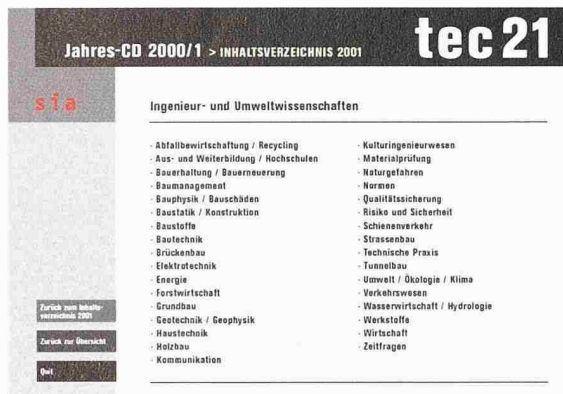 tec21
Jahres-CD 2000/1 > INHALTSVERZEICHNIS 2001
sia
Ingenieur- und Umweltwissenschaften
· Abfallbewirtschaftung / Recycling
· Aus- und Weiterbildung / Hochschulen
· Bauerhaltung / Bauerneuerung
· Baumanagement
· Bauphysik / Bauschäden
· Baustatik / Konstruktion
· Baustoffe
· Bautechnik
· Brückenbau
· Elektrotechnik
· Energie
· Forstwirtschaft
· Grundbau
· Geotechnik / Geophysik
· Haustechnik
· Holzbau
· Kommunikation
· Kulturingenieurwesen
· Materialprüfung
· Naturgefahren
· Normen
· Qualitätssicherung
· Risiko und Sicherheit
· Schienenverkehr
· Strassenbau
· Technische Praxis
· Tunnelbau
· Umwelt / Ökologie / Klima
· Verkehrswesen
· Wasserwirtschaft / Hydrologie
· Werkstoffe
· Wirtschaft
· Zeitfragen
Zurück zum Inhalts-
verzeichnis 2001
Zurück zur Übersicht
Quit